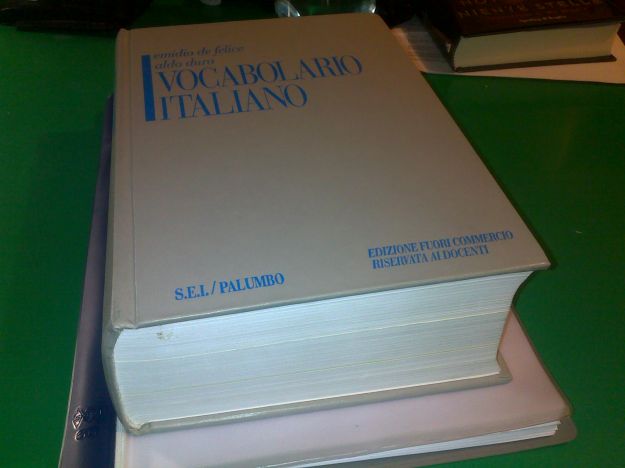 emidio de felice
aldo duro
VOCABOLARIO
ITALIANO
EDIZIONE FUORI COMMERCIO
RISERVATA AI DOCENTI
S.E.I. / PALUMBO